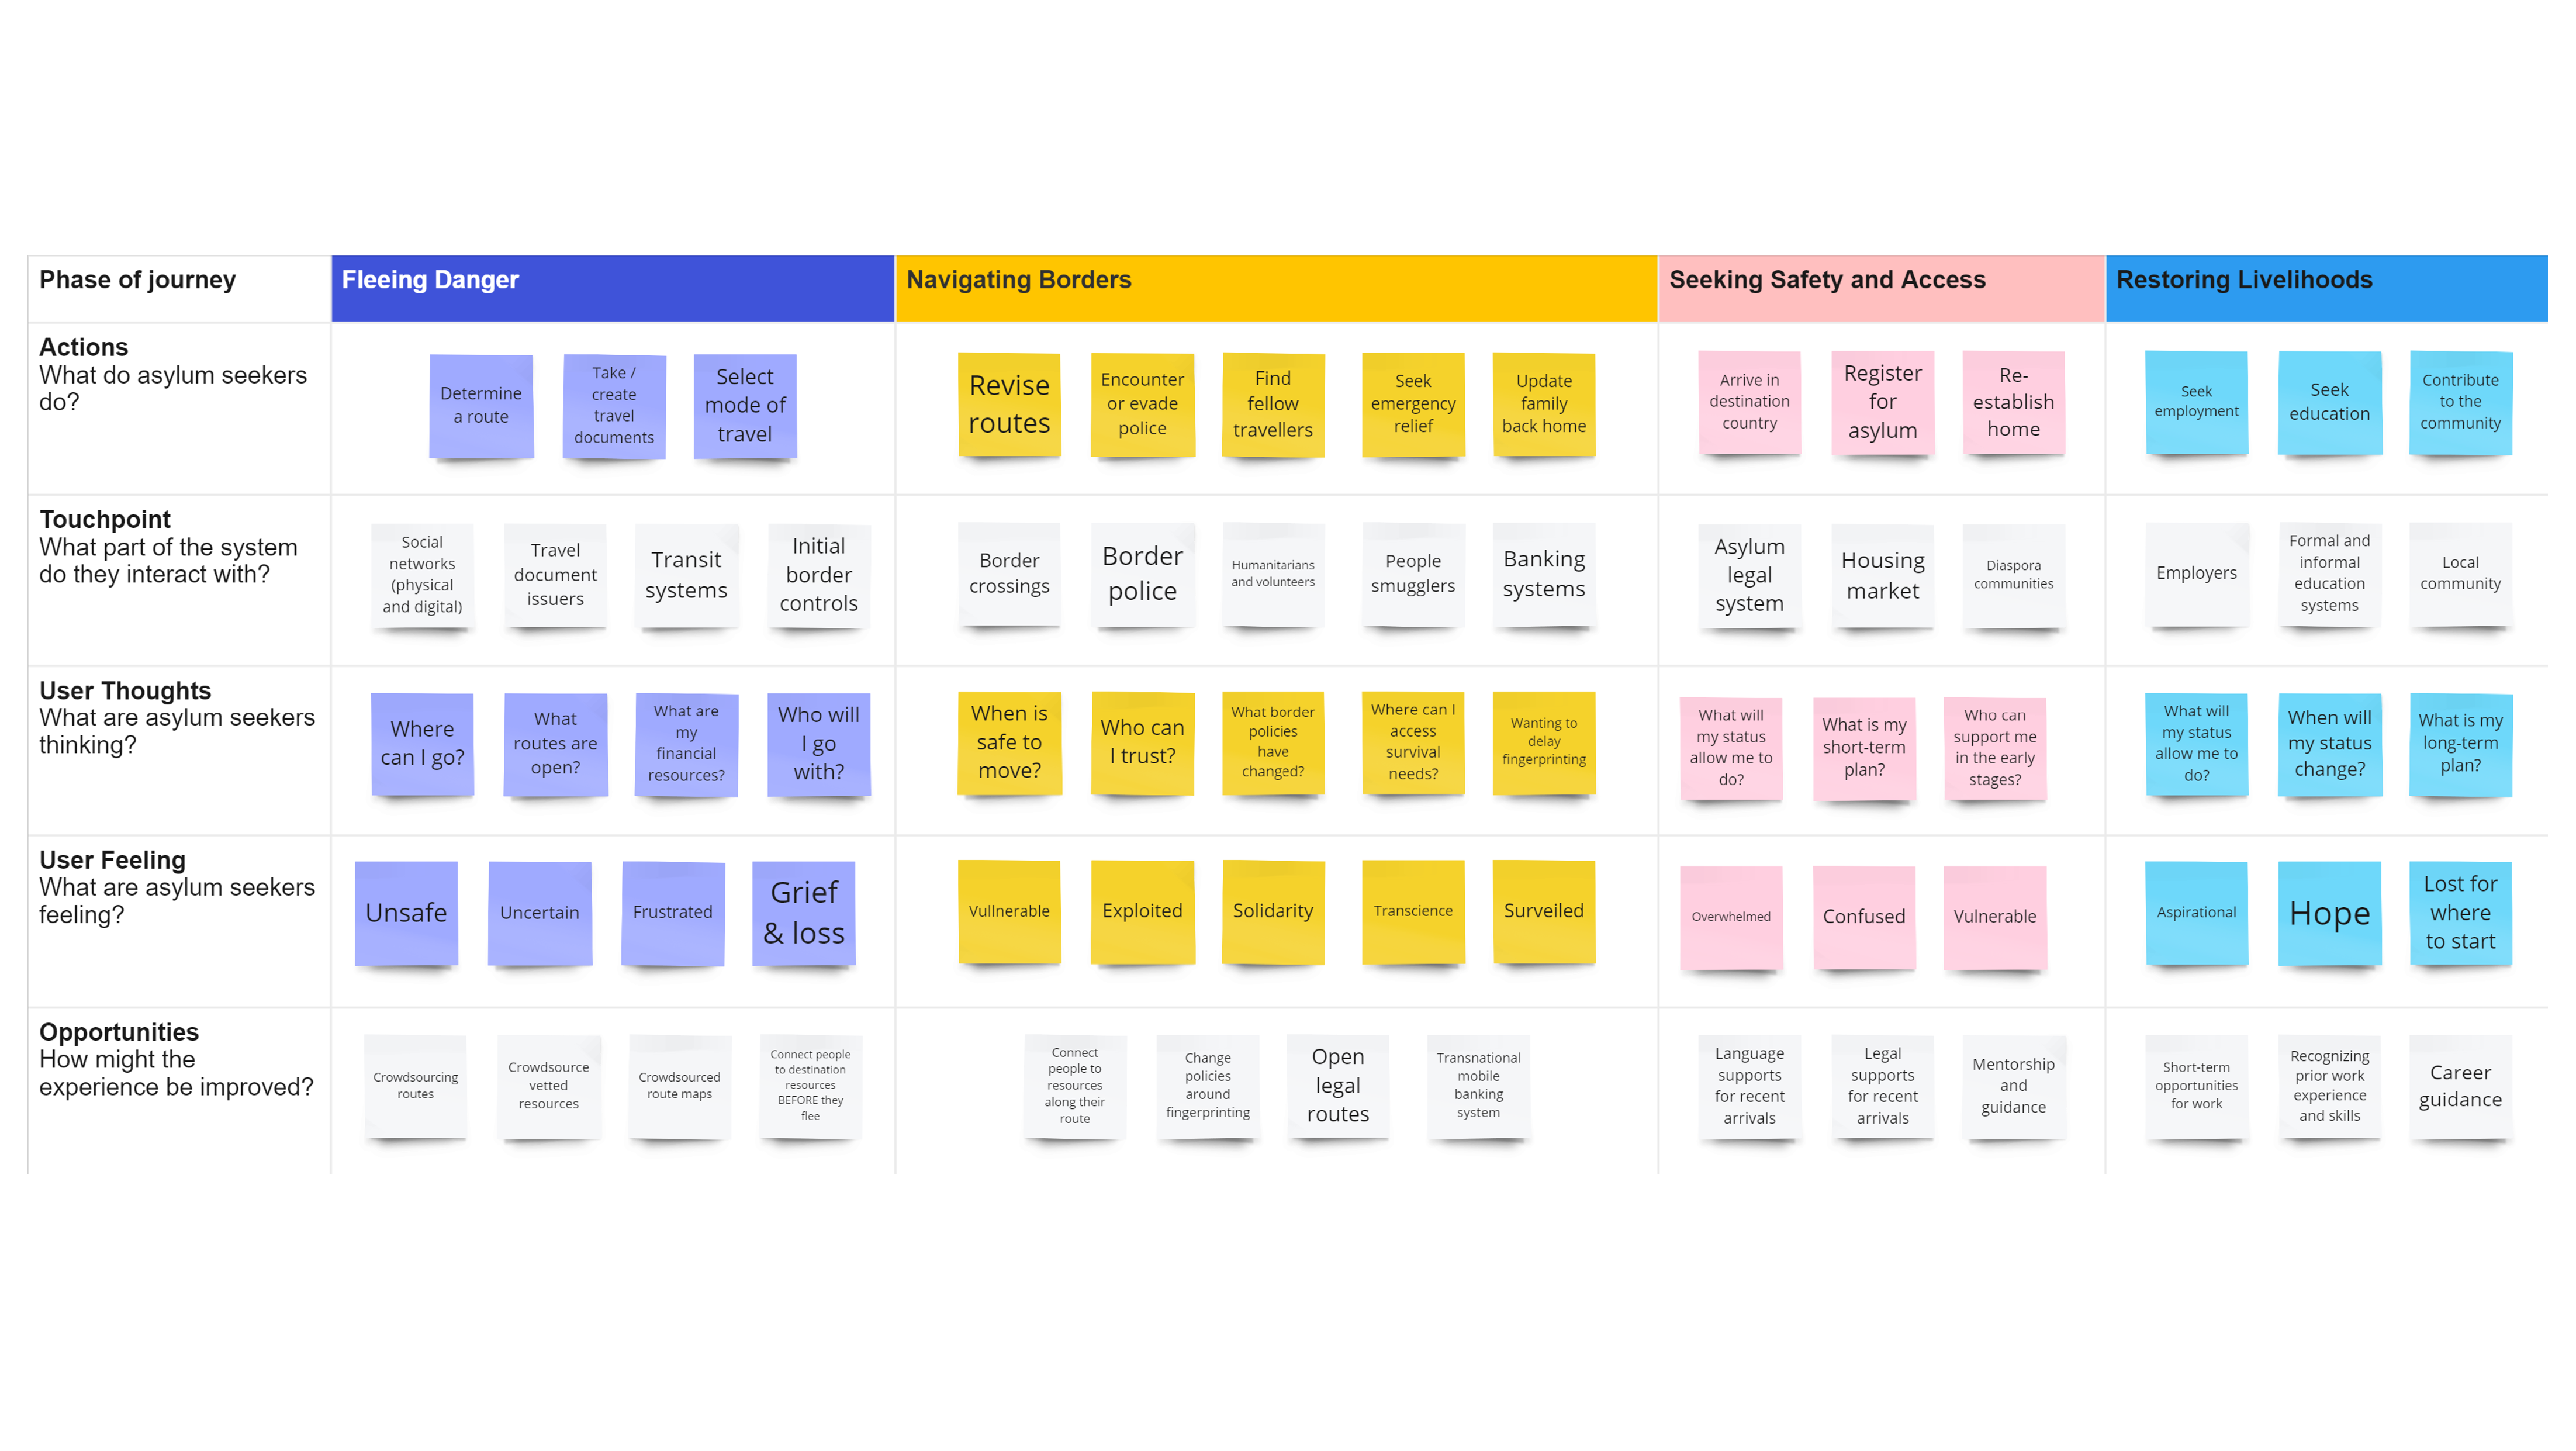 Phase of journey
Fleeing Danger
Navigating Borders
Seeking Safety and Access
Restoring Livelihoods
Actions
What do asylum seekers
do?
Determine
a route
Take /
create
travel
documents
Select
mode of
travel
Revise
routes
Encounter
or evade
police
Find
fellow
travellers
Seek
emergency
relief
Update
family
back home
Arrive in
destination
country
Register
for
asylum
Re-
establish
home
Seek
employment
Seek
education
Contribute
to the
community
Touchpoint
What part of the system
do they interact with?
Social
networks
(physical
and digital)
Travel
document
issuers
Transit
systems
Initial
border
controls
Border
crossings
Border
police
Humanitarians
and volunteers
People
smugglers
Banking
systems
Asylum
legal
system
Housing
market
Diaspora
communities
Employers
Formal and
informal
education
systems
Local
community
User Thoughts
What are asylum seekers
thinking?
Where
can I go?
What
routes are
open?
What are
my
financial
resources?
Who will
I go
with?
When is
safe to
move?
Who can
I trust?
What border
policies
have
changed?
Where can I
access
survival
needs?
Wanting to
delay
fingerprinting
What will
my status
allow me to
do?
What is my
short-term
plan?
Who can
support me
in the early
stages?
What will
my status
allow me to
do?
When will
my status
change?
What is my
long-term
plan?
User Feeling
What are asylum seekers
feeling?
Unsafe
Uncertain
Frustrated
Grief
& loss
Vullnerable
Exploited
Solidarity
Transcience
Surveiled
Overwhelmed
Confused
Vulnerable
Aspirational
Hope
Lost for
where
to start
Opportunities
How might the
experience be improved?
Crowdsourcing
routes
Crowdsource
vetted
resources
Crowdsourced
route maps
Connect people
to destination
resources
BEFORE they
flee
Connect
people to
resources
along their
route
Change
policies
around
fingerprinting
Open
legal
routes
Transnational
mobile
banking
system
Language
supports
for recent
arrivals
Legal
supports
for recent
arrivals
Mentorship
and
guidance
Short-term
opportunities
for work
Recognizing
prior work
experience
and skills
Career
guidance